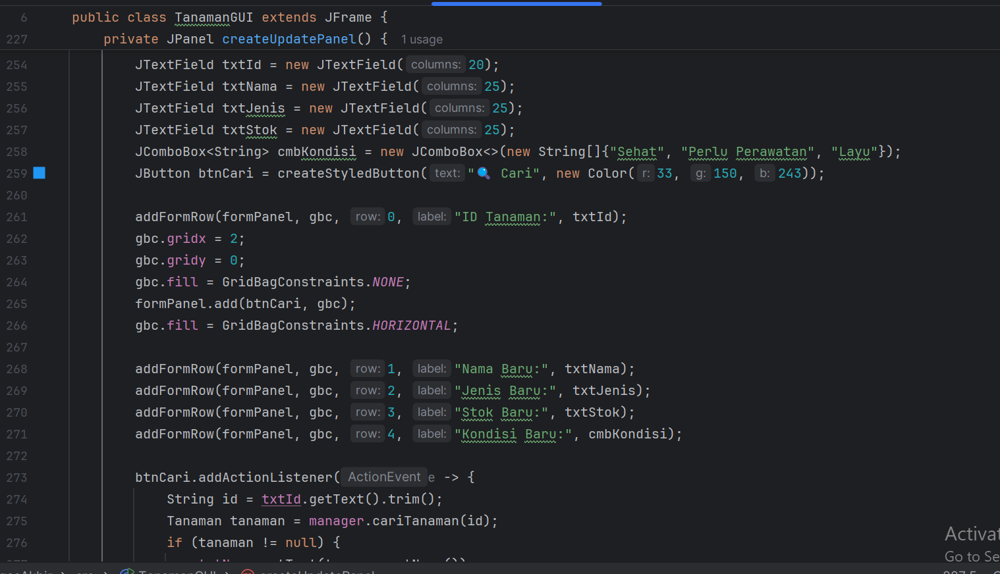 6 public class TanamanGUI extends JFrame {
227 private JPanel createUpdatePanel() { 1 usage
254 JTextField txtId = new JTextField( columns: 20);
255 JTextField txtNama = new JTextField( columns: 25);
256 JTextField txtJenis = new JTextField( columns: 25);
257 JTextField txtStok = new JTextField( columns: 25);
258 JComboBox<String> cmbKondisi = new JComboBox<>(new String[]{"Sehat", "Perlu Perawatan", "Layu"});
259 JButton btnCari = createStyledButton( text: "🔍 Cari", new Color( r: 33, g: 150, b: 243));
260
261 addFormRow(formPanel, gbc, row: 0, label: "ID Tanaman:", txtId);
262 gbc.gridx = 2;
263 gbc.gridy = 0;
264 gbc.fill = GridBagConstraints.NONE;
265 formPanel.add(btnCari, gbc);
266 gbc.fill = GridBagConstraints.HORIZONTAL;
267
268 addFormRow(formPanel, gbc, row: 1, label: "Nama Baru:", txtNama);
269 addFormRow(formPanel, gbc, row: 2, label: "Jenis Baru:", txtJenis);
270 addFormRow(formPanel, gbc, row: 3, label: "Stok Baru:", txtStok);
271 addFormRow(formPanel, gbc, row: 4, label: "Kondisi Baru:", cmbKondisi);
272
273 btnCari.addActionListener( ActionEvent e -> {
274 String id = txtId.getText().trim();
275 Tanaman tanaman = manager.cariTanaman(id);
276 if (tanaman != null) {
Activat
Go to Se
TanamanGUI > createUpdatePanel